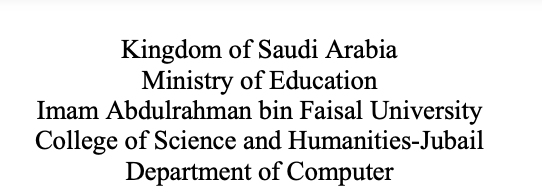 Kingdom of Saudi Arabia
Ministry of Education
Imam Abdulrahman bin Faisal University
College of Science and Humanities-Jubail
Department of Computer